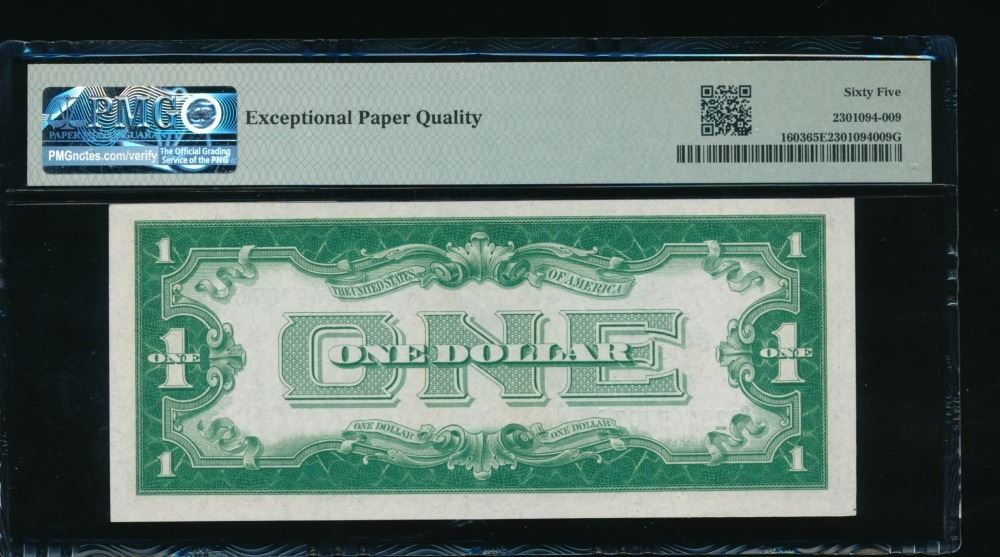 PMG
PAPER MONEY GUARANTY
PMGnotes.com/verify
The Official Grading
Service of the PNG
Exceptional Paper Quality
Sixty Five
2301094-009
160365E2301094009G
1
1
THE UNITED STATES
OF AMERICA
ONE
1
ONE
ONE DOLLAR
1
ONE
ONE DOLLAR
ONE DOLLAR
1
1